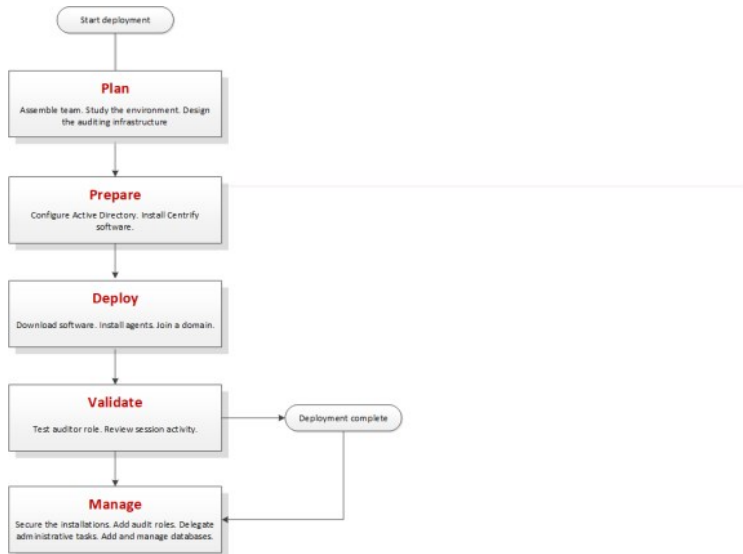 Start deployment
Plan
Assemble team. Study the environment. Design
the auditing infrastructure
Prepare
Configure Active Directory. Install Centrify
software.
Deploy
Download software. Install agents. Join a domain.
Validate
Test auditor role. Review session activity.
Deployment complete
Manage
Secure the installations. Add audit roles. Delegate
administrative tasks. Add and manage databases.